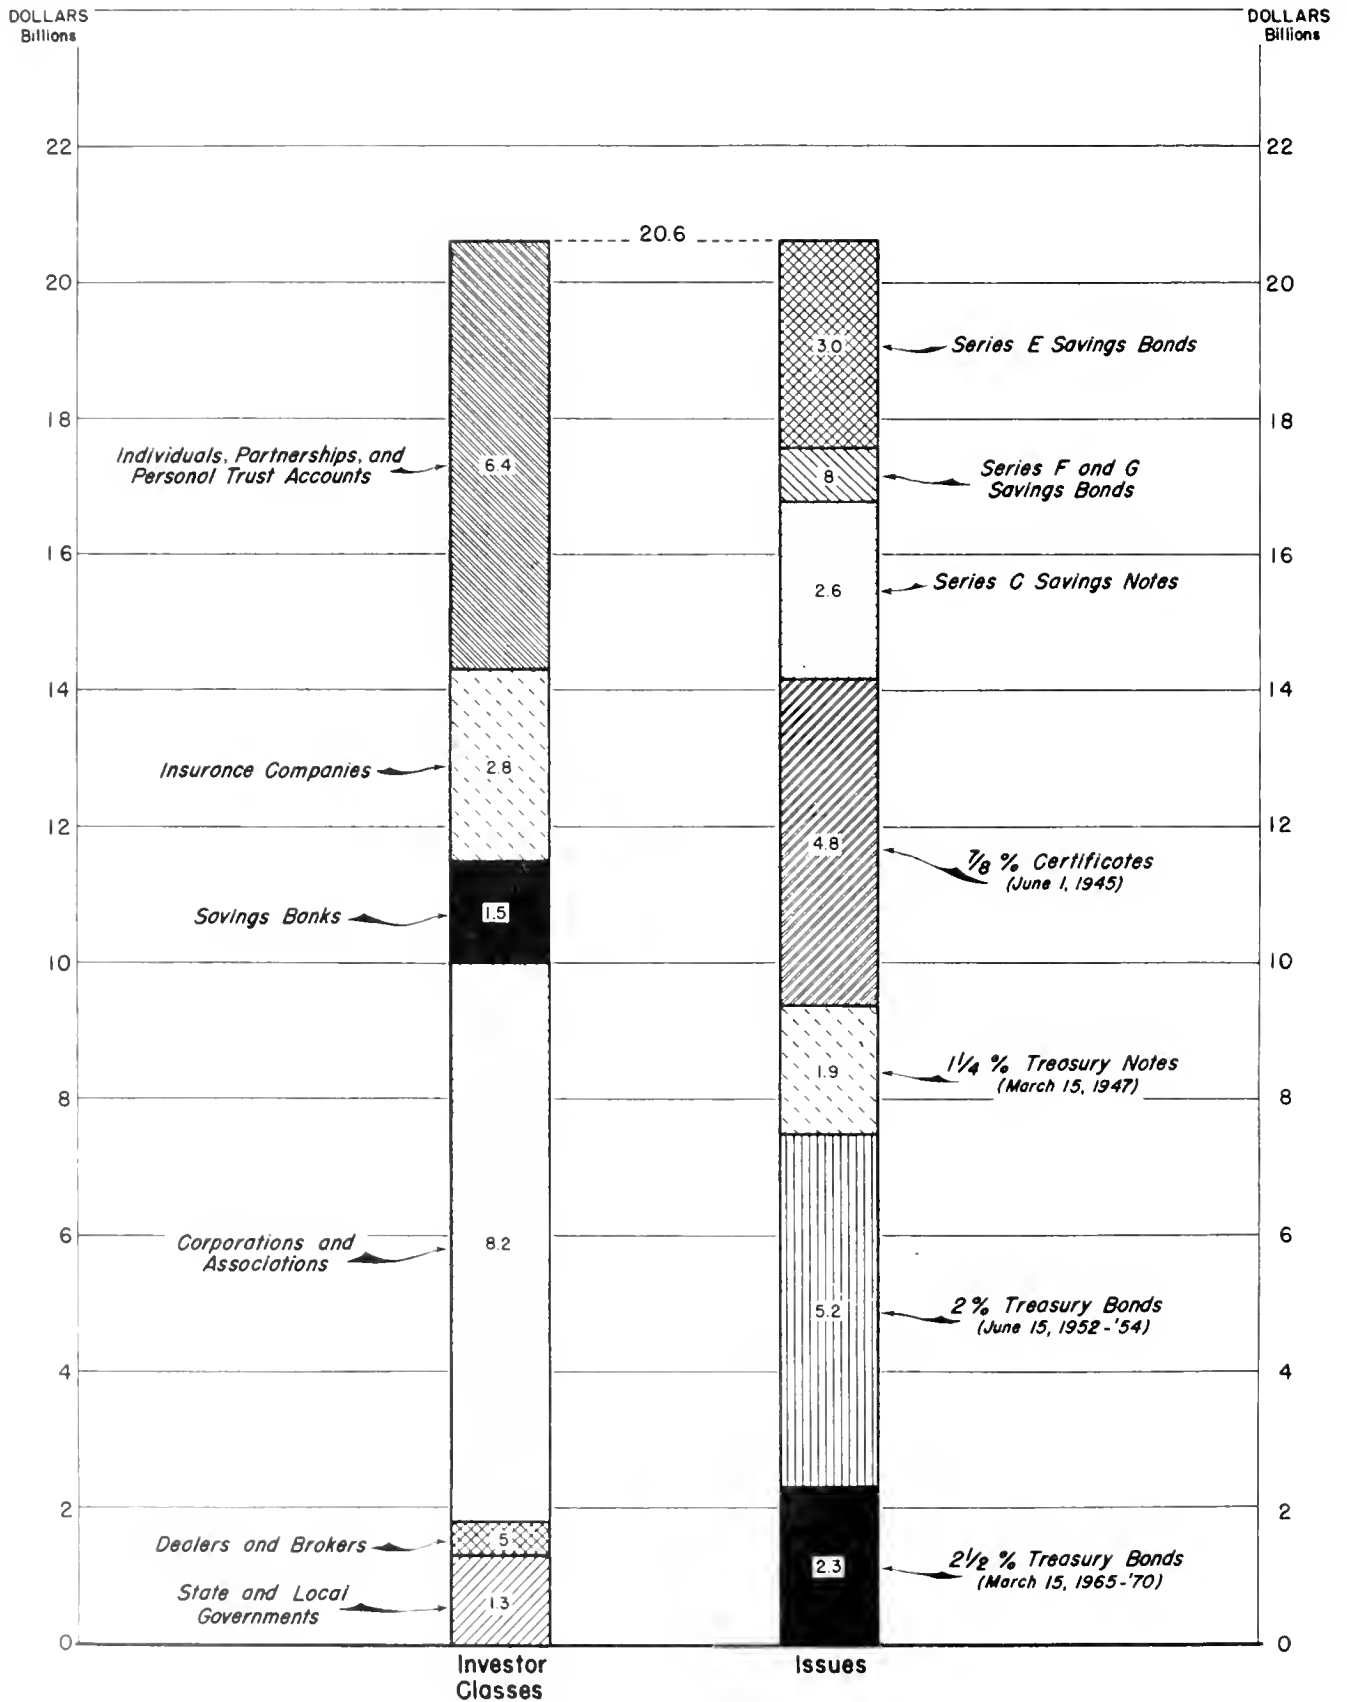 DOLLARS
Billions
DOLLARS
Billions
22
22
20.6
20
20
3.0
Series E Savings Bonds
18
18
Individuals, Partnerships, and
Personal Trust Accounts
6.4
8
Series F and G
Savings Bonds
16
16
2.6
Series C Savings Notes
14
14
Insurance Companies
2.8
12
12
4.8
7/8 % Certificates
(June 1, 1945)
Savings Banks
1.5
10
10
1.9
1 1/4 % Treasury Notes
(March 15, 1947)
8
8
6
6
Corporations and
Associations
8.2
5.2
2% Treasury Bonds
(June 15, 1952-'54)
4
4
2
2
Dealers and Brokers
5
2.3
2 1/2 % Treasury Bonds
(March 15, 1965-'70)
State and Local
Governments
1.3
0
0
Investor
Classes
Issues